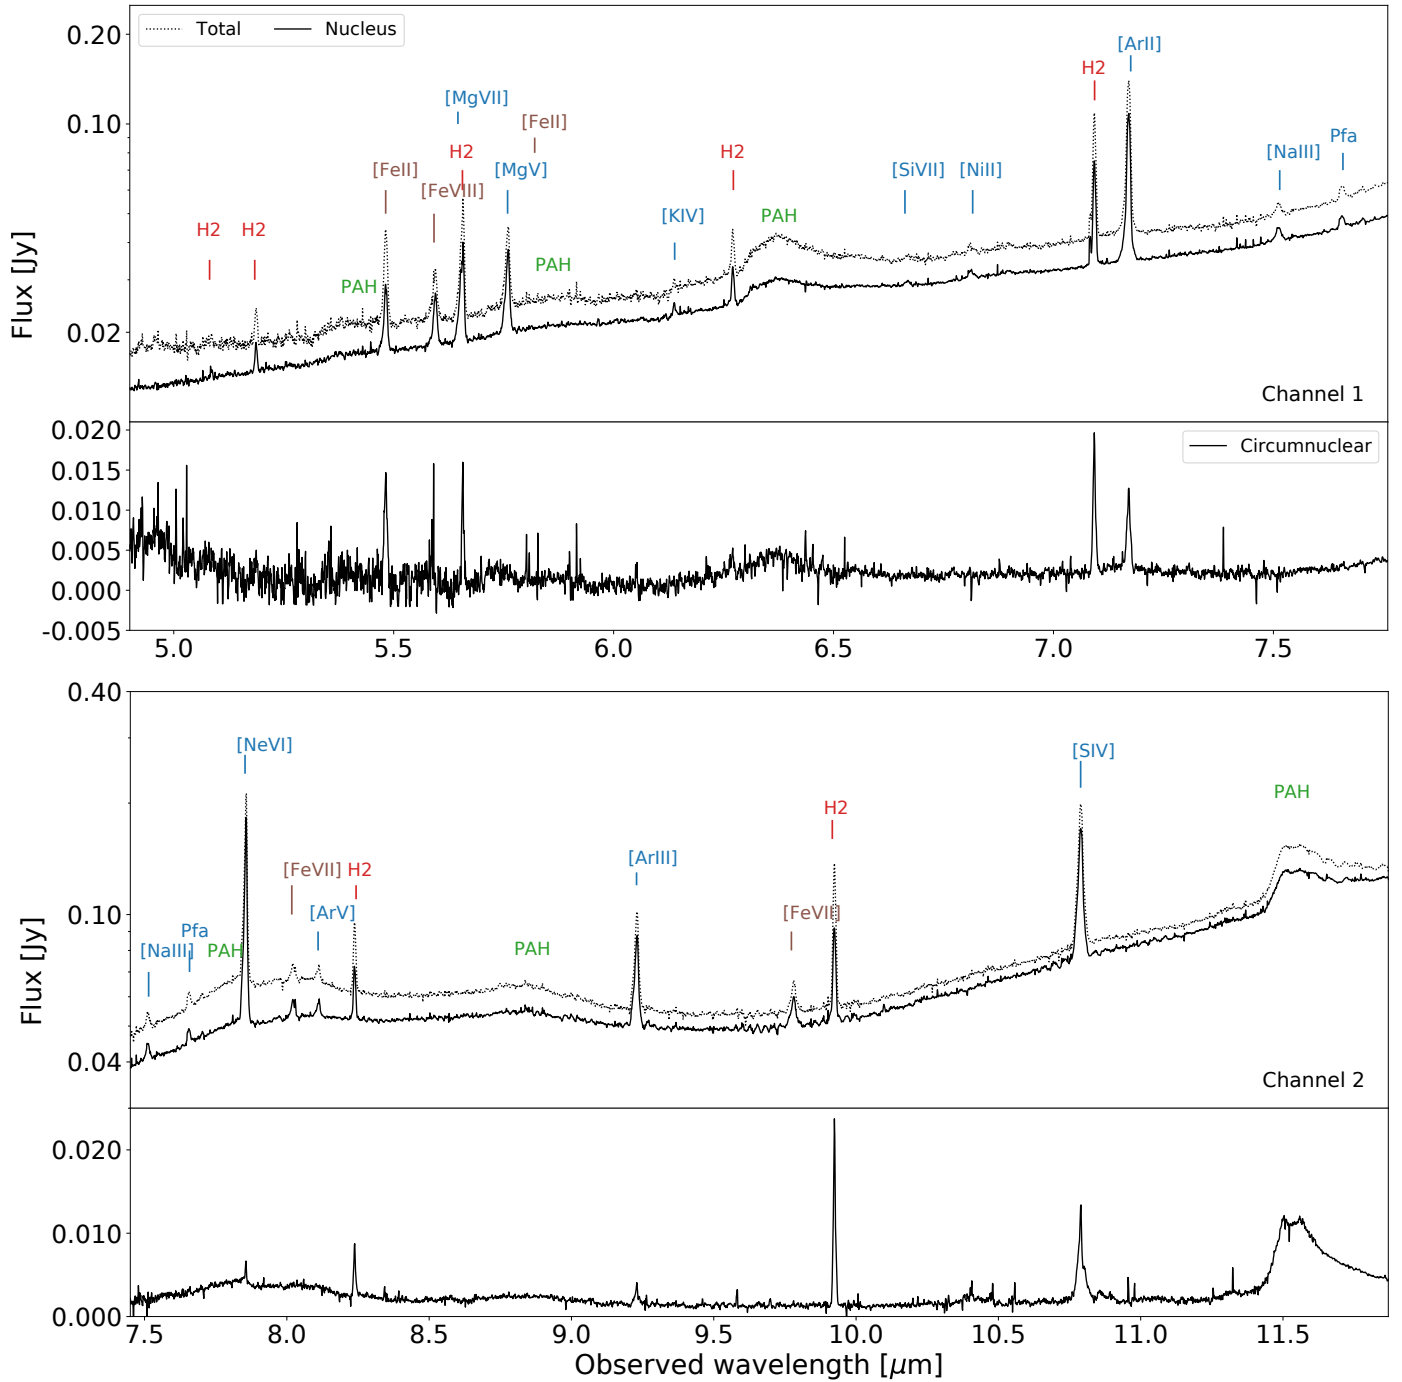 Total Nucleus
0.20
[ArII]
H2
[MgVII]
0.10
[FeII]
Pfa
H2
H2
[NaIII]
[FeII]
[MgV]
[SiVII]
[NiII]
[FeVIII]
[KIV]
PAH
H2
H2
PAH
PAH
Flux [Jy]
0.02
Channel 1
0.020
Circumnuclear
0.015
0.010
0.005
0.000
-0.005
5.0 5.5 6.0 6.5 7.0 7.5
0.40
[NeVI]
[SIV]
PAH
H2
[ArIII]
[FeVII] H2
0.10
[ArV]
[FeVII]
Pfa
[NaIII]
PAH
PAH
Flux [Jy]
0.04
Channel 2
0.020
0.010
0.000
7.5 8.0 8.5 9.0 9.5 10.0 10.5 11.0 11.5
Observed wavelength [μm]